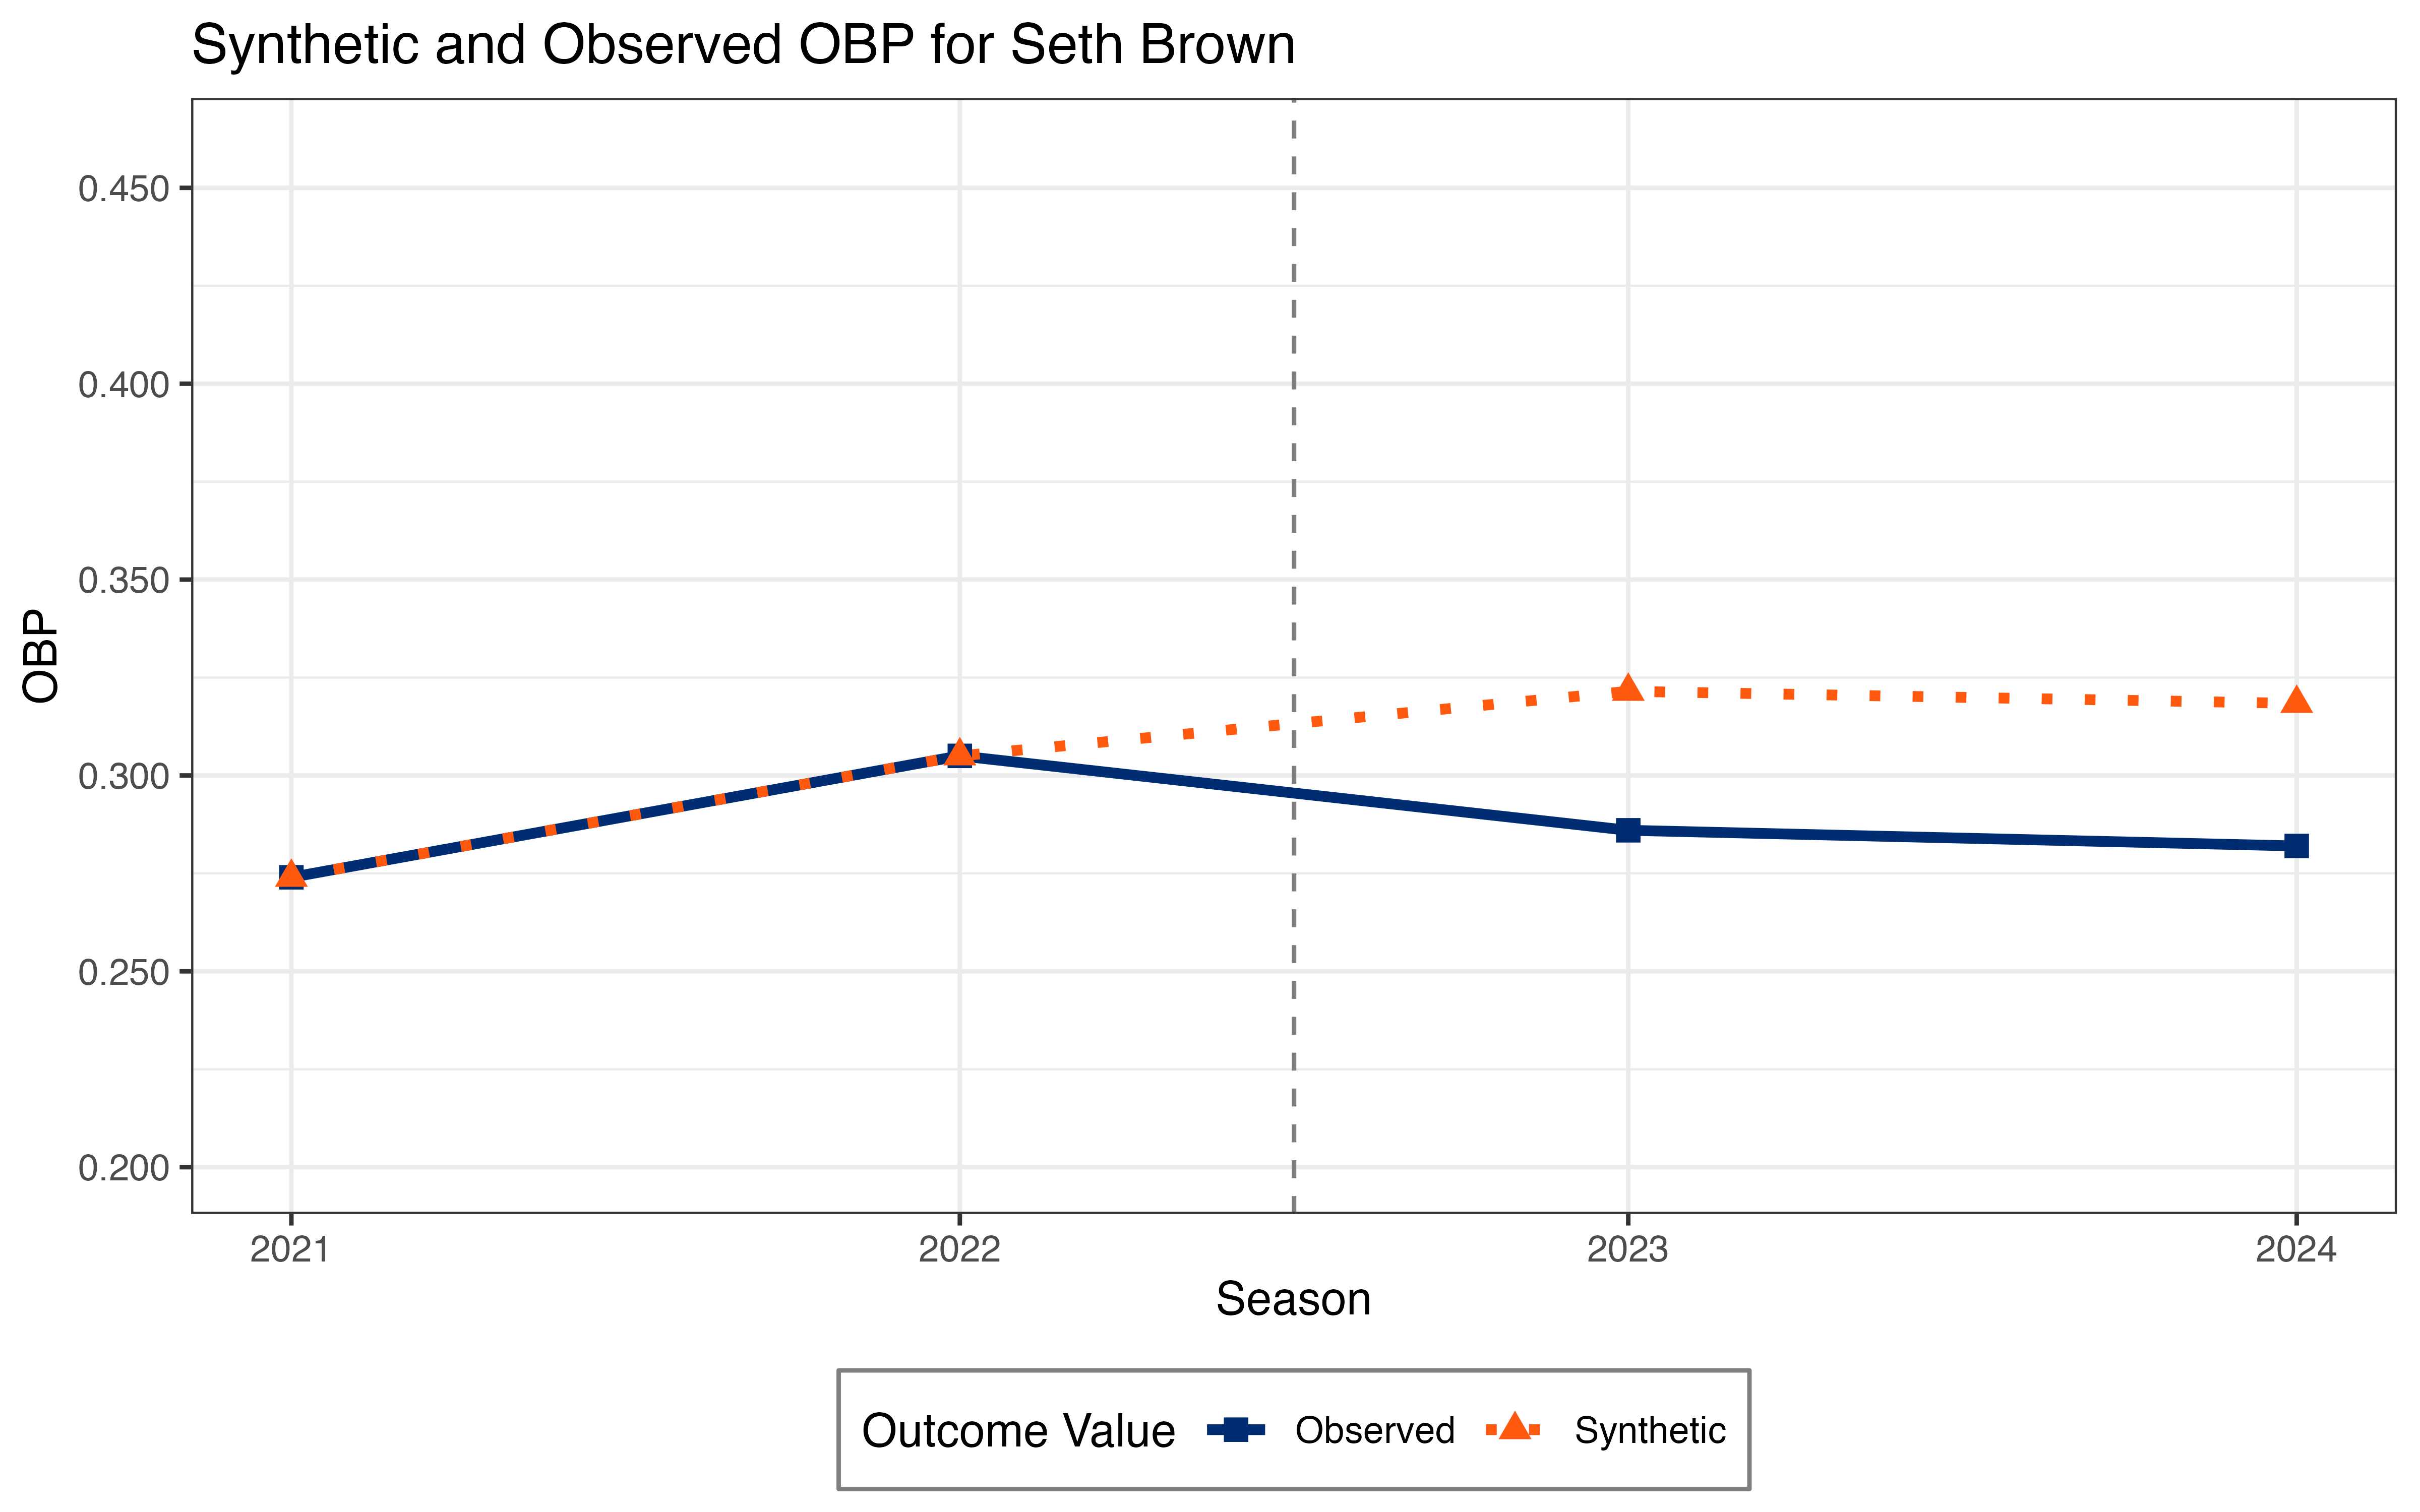 Synthetic and Observed OBP for Seth Brown
OBP
0.450
0.400
0.350
0.300
0.250
0.200
2021 2022 2023 2024
Season
Outcome Value Observed Synthetic